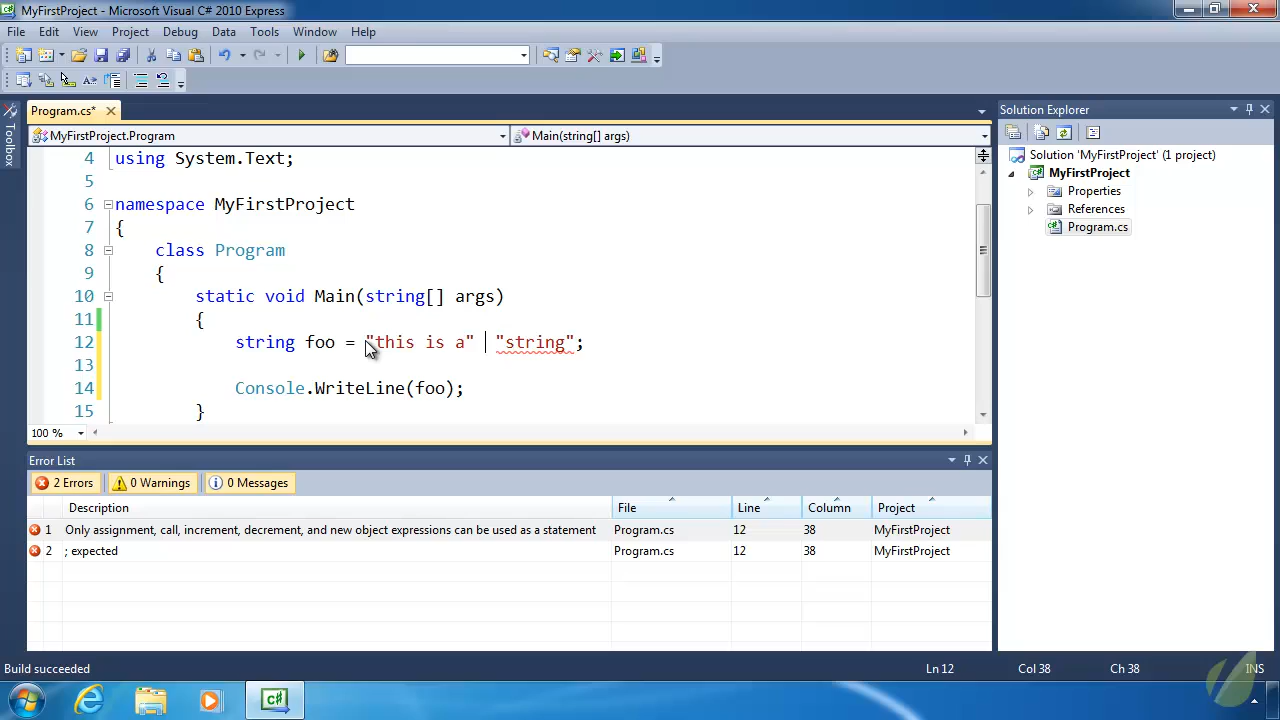 MyFirstProject - Microsoft Visual C# 2010 Express
File Edit View Project Debug Data Tools Window Help
Program.cs* Solution Explorer
MyFirstProject.Program Main(string[] args)
Toolbox
4 using System.Text;
5
6 namespace MyFirstProject
7 {
8 class Program
9 {
10 static void Main(string[] args)
11 {
12 string foo = "this is a" "string";
13
14 Console.WriteLine(foo);
15 }
100 %
Solution 'MyFirstProject' (1 project)
MyFirstProject
Properties
References
Program.cs
Error List
2 Errors 0 Warnings 0 Messages
Description File Line Column Project
1 Only assignment, call, increment, decrement, and new object expressions can be used as a statement Program.cs 12 38 MyFirstProject
2 ; expected Program.cs 12 38 MyFirstProject
Build succeeded Ln 12 Col 38 Ch 38 INS
C#